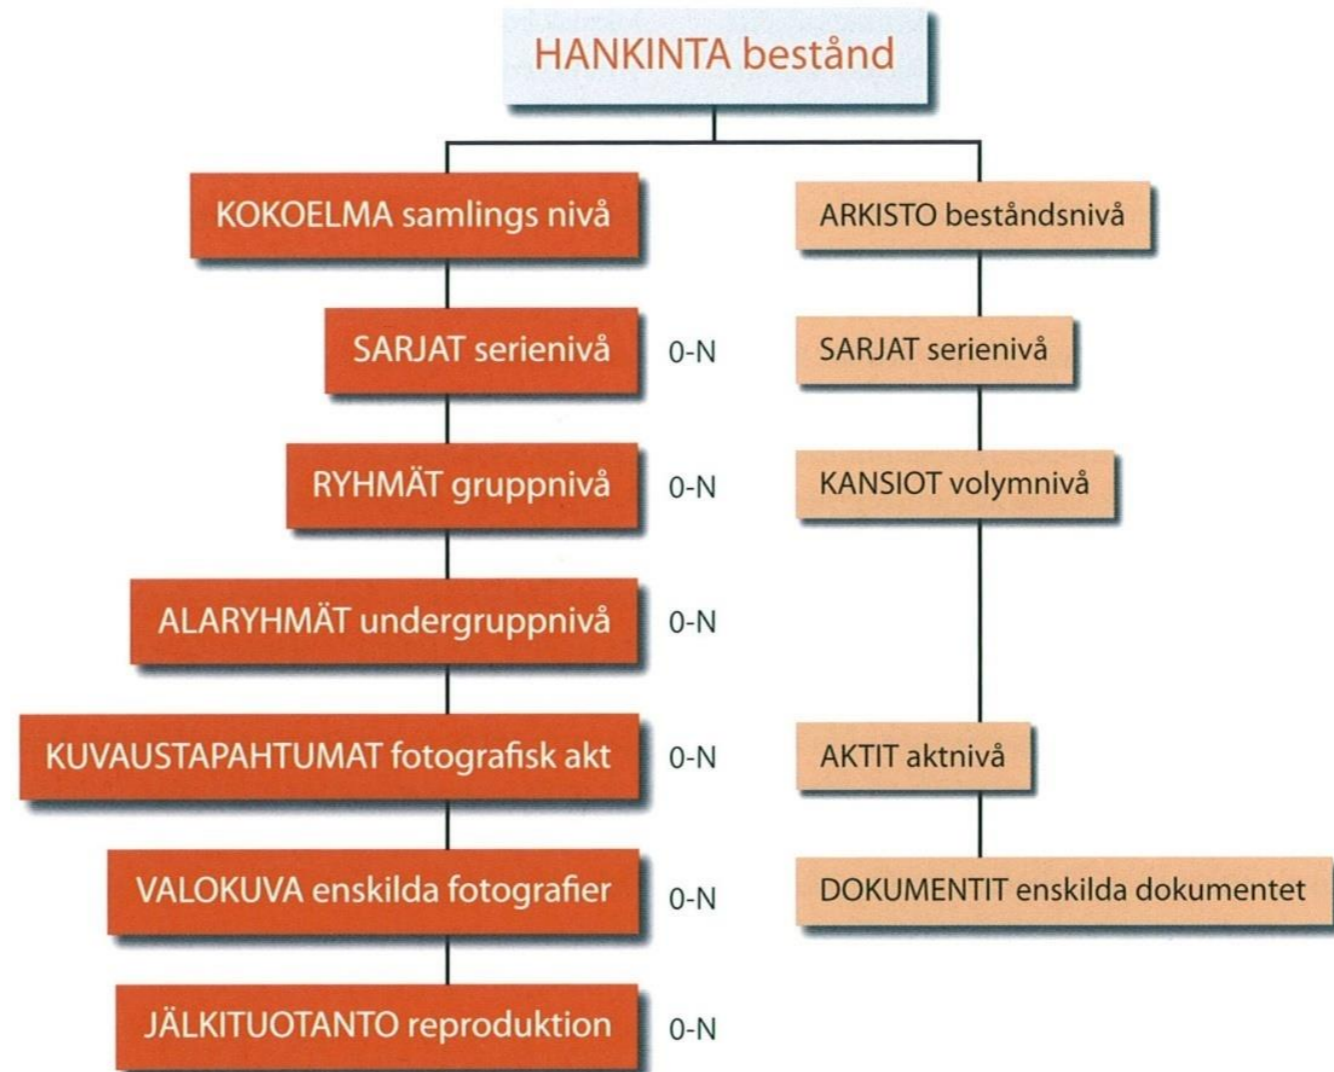 HANKINTA bestånd
KOKOELMA samlings nivå
ARKISTO beståndsnivå
SARJAT serienivå
0-N
SARJAT serienivå
RYHMÄT gruppnivå
0-N
KANSIOT volymnivå
ALARYHMÄT undergruppnivå
0-N
KUVAUSTAPAHTUMAT fotografisk akt
0-N
AKTIT aktnivå
VALOKUVA enskilda fotografier
0-N
DOKUMENTIT enskilda dokumentet
JÄLKITUOTANTO reproduktion
0-N